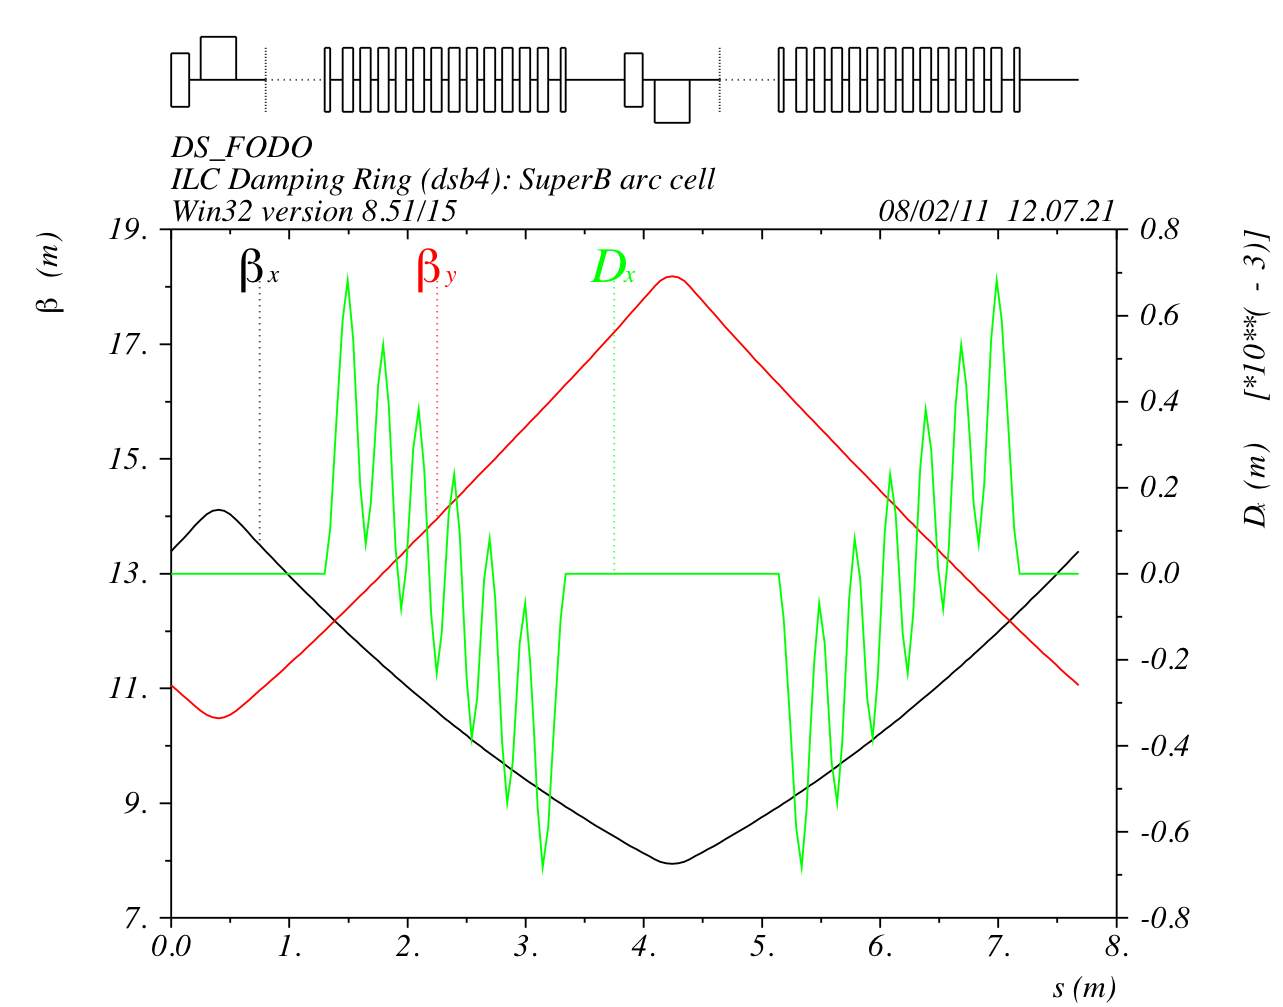 DS_FODO
ILC Damping Ring (dsb4): SuperB arc cell
Win32 version 8.51/15 08/02/11 12.07.21
β (m)
19.
17.
15.
13.
11.
9.
7.
βx βy Dx
0.8
0.6
0.4
0.2
0.0
-0.2
-0.4
-0.6
-0.8
Dx (m) [*10**( - 3)]
0.0 1. 2. 3. 4. 5. 6. 7. 8.
s (m)